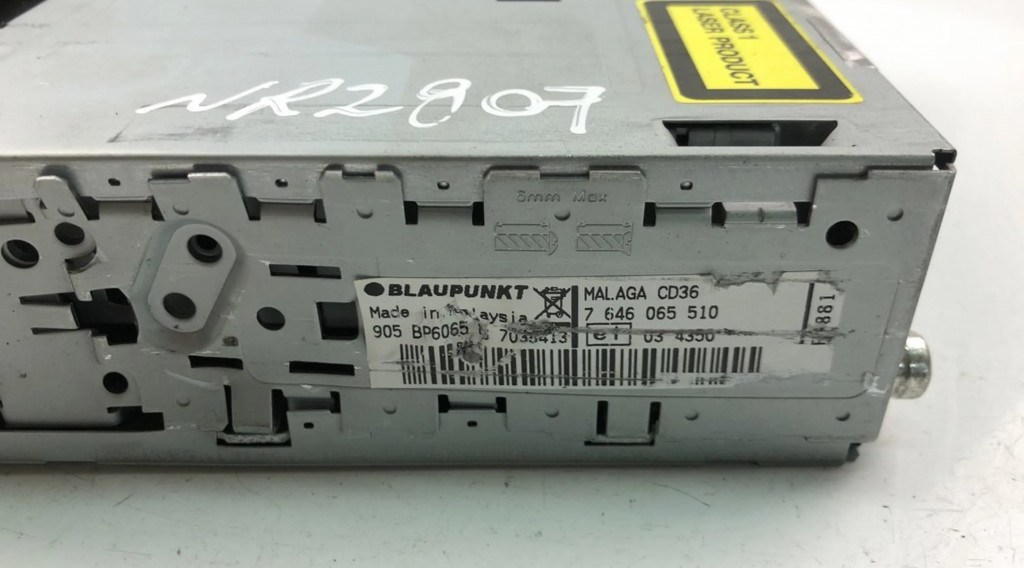 CLASS 1
LASER PRODUCT
NR2807
8mm Max
BLAUPUNKT
Made in Malaysia
905 BP6065 7035413
MALAGA CD36
7 646 065 510
e1 03 4350
881